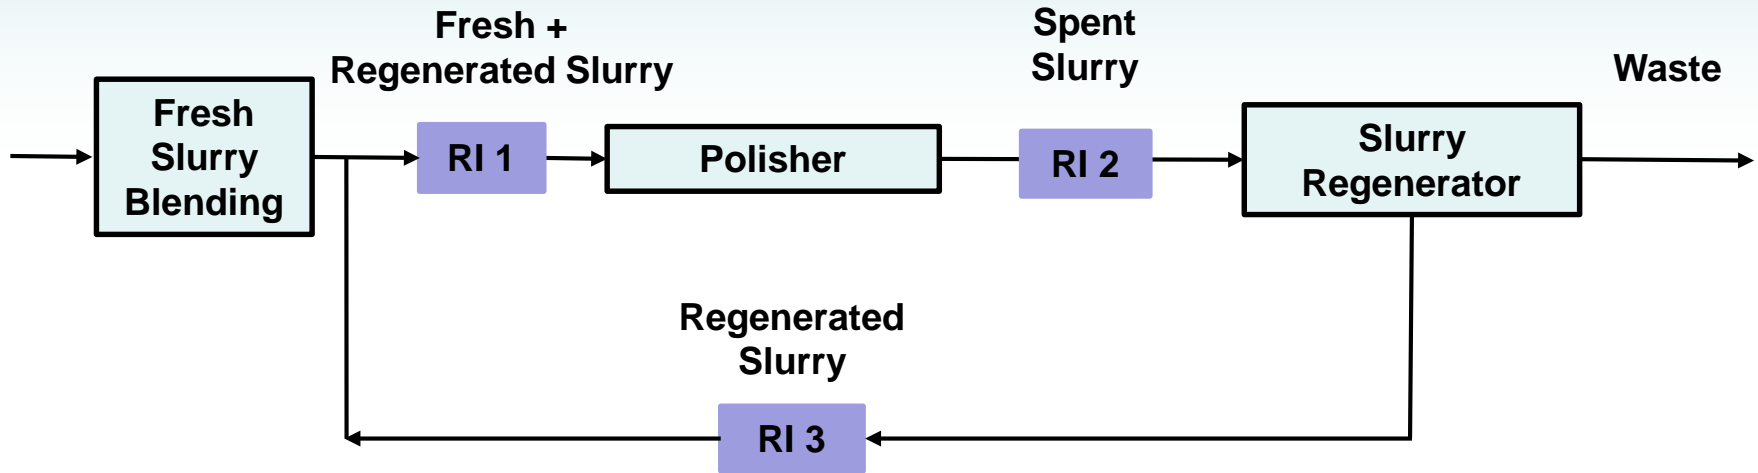 Fresh +
Regenerated Slurry
Spent
Slurry
Waste
Fresh
Slurry
Blending
RI 1
Polisher
RI 2
Slurry
Regenerator
Regenerated
Slurry
RI 3